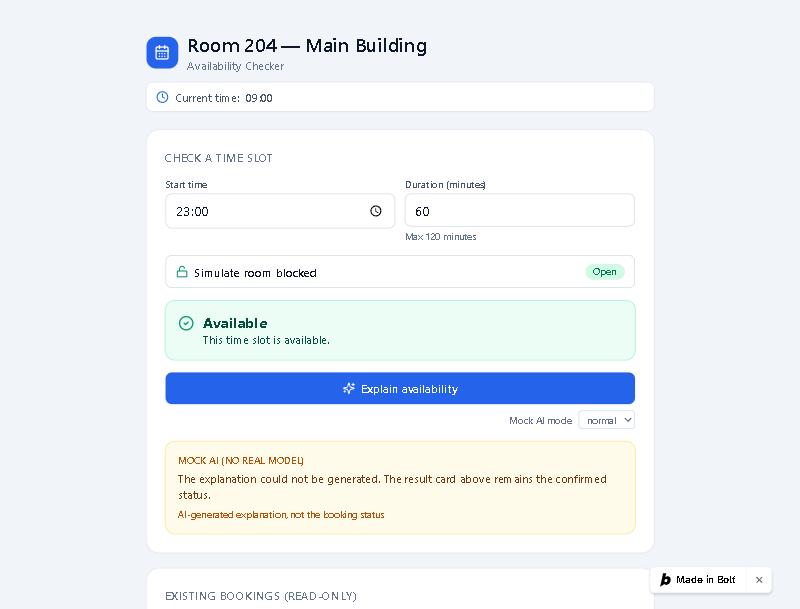 Room 204 — Main Building
Availability Checker
Current time: 09:00
CHECK A TIME SLOT
Start time
Duration (minutes)
23:00
60
Max 120 minutes
Simulate room blocked
Open
Available
This time slot is available.
Explain availability
Mock AI mode
normal
MOCK AI (NO REAL MODEL)
The explanation could not be generated. The result card above remains the confirmed
status.
AI-generated explanation, not the booking status
EXISTING BOOKINGS (READ-ONLY)
b Made in Bolt